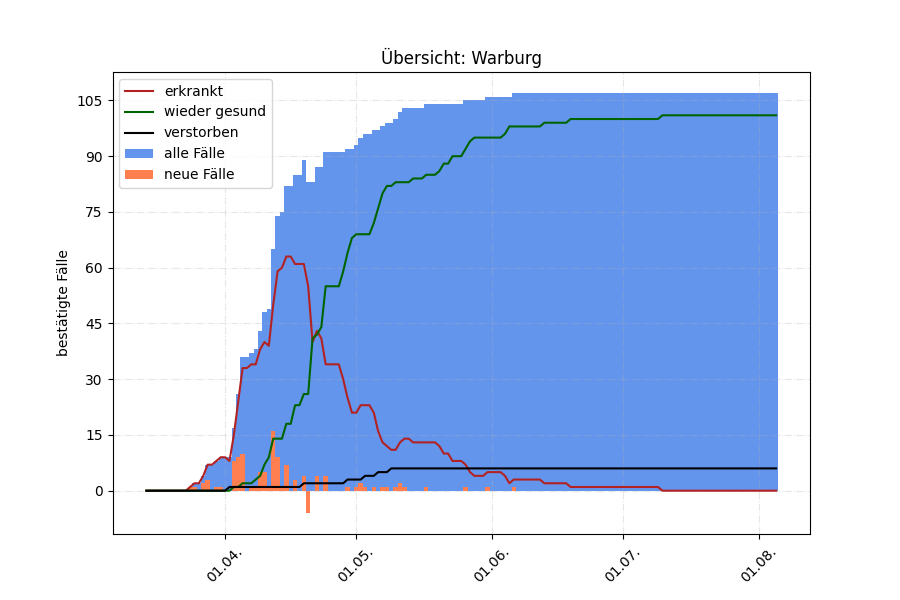 Übersicht: Warburg
erkrankt
wieder gesund
verstorben
alle Fälle
neue Fälle
bestätigte Fälle
105
90
75
60
45
30
15
0
01.04.
01.05.
01.06.
01.07.
01.08.